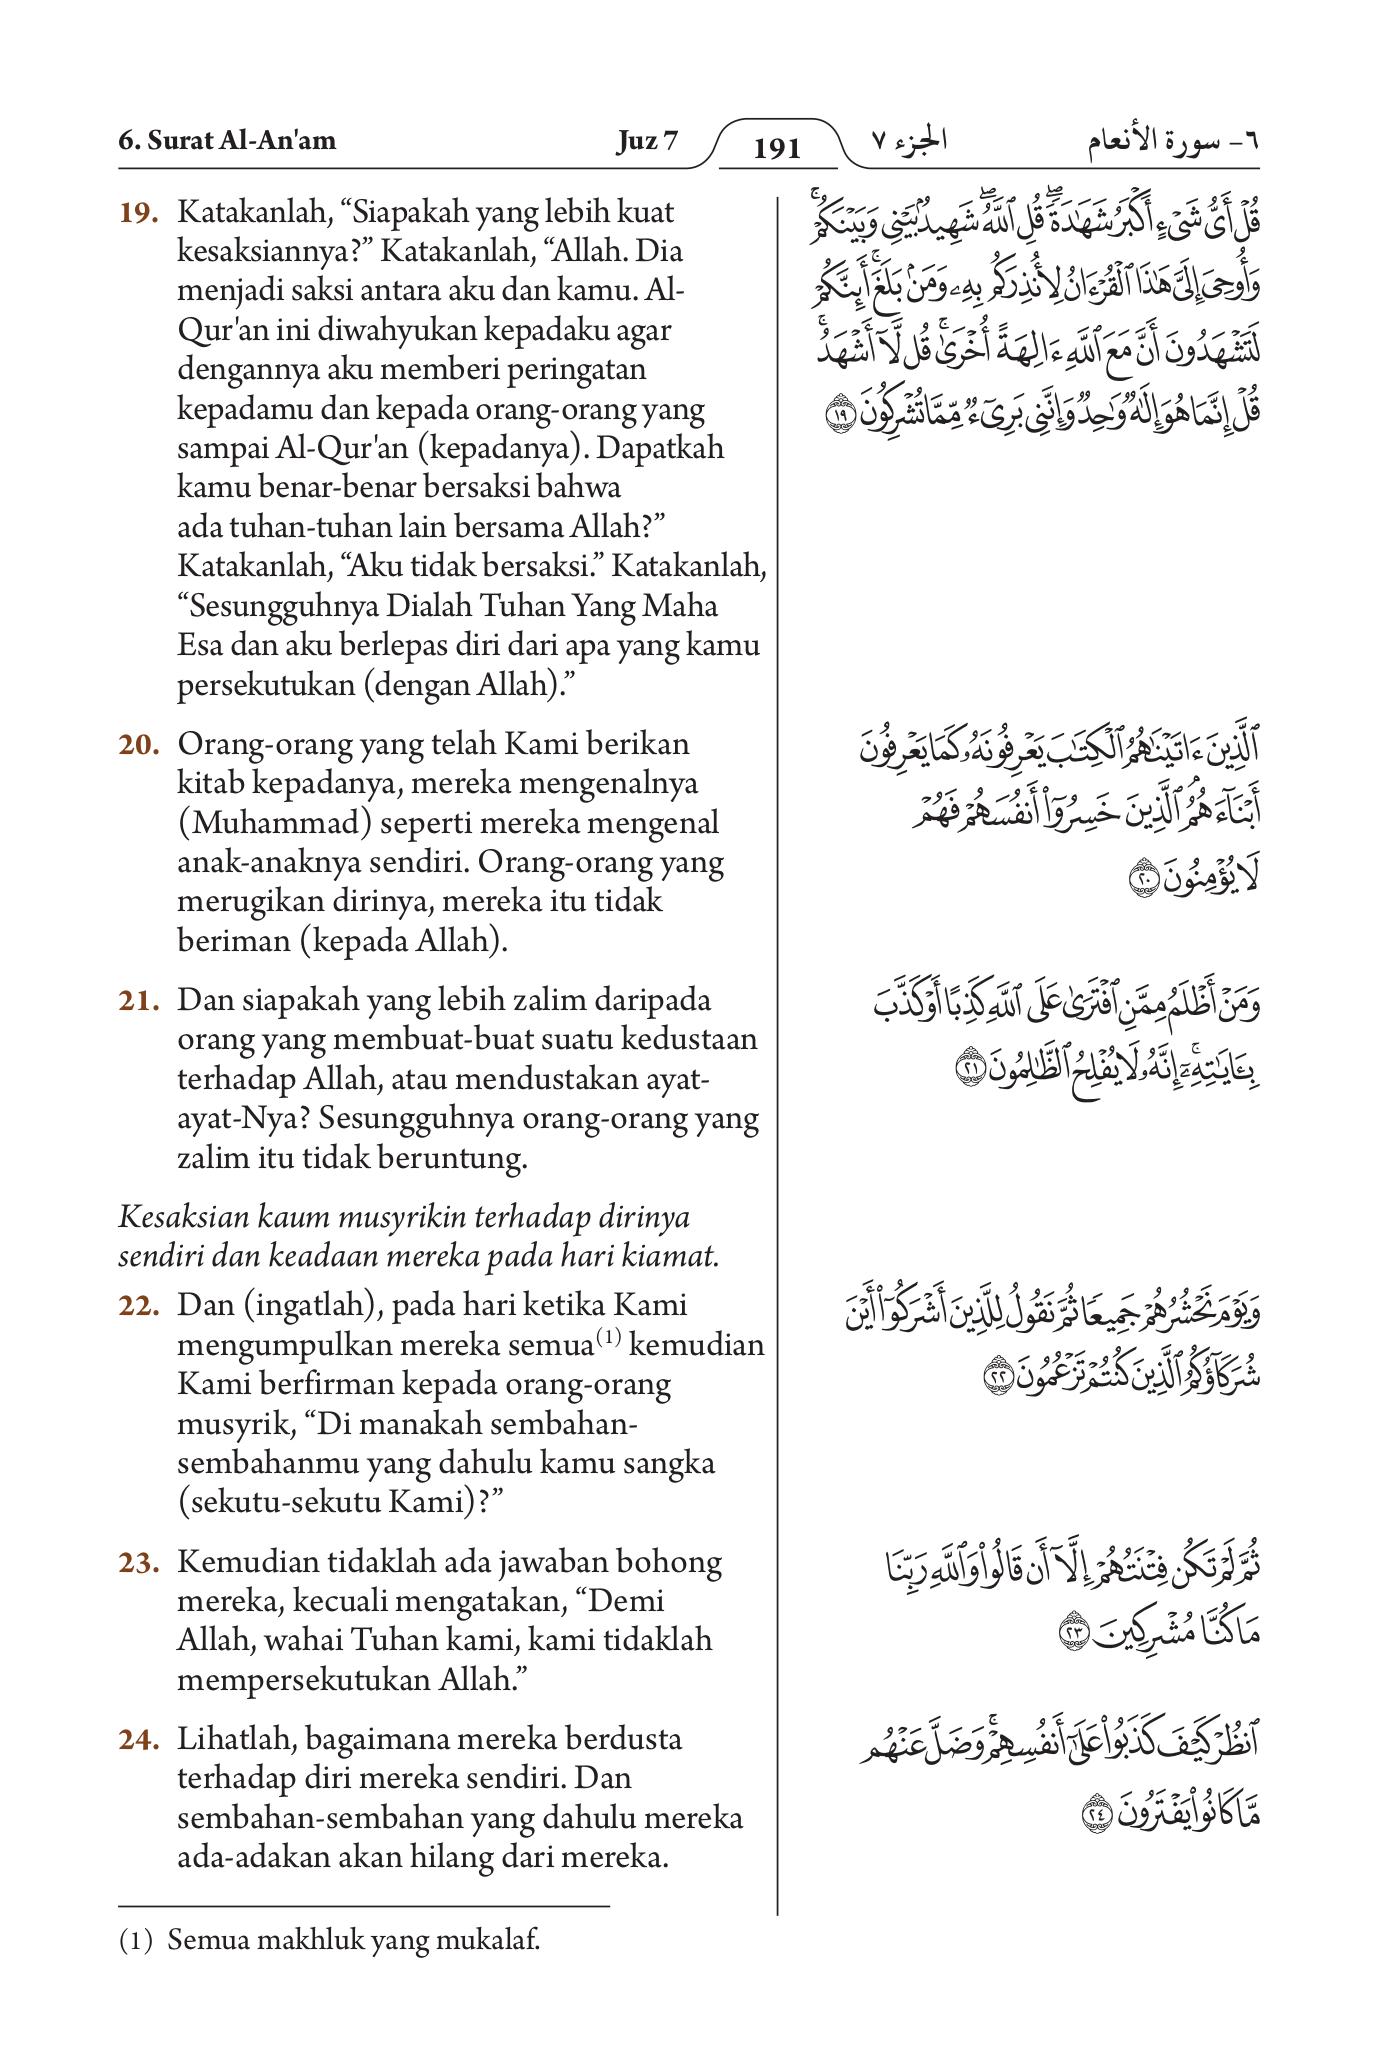 6. Surat Al-An'am
Juz 7
191
الجزء ٧
٦- سورة الأنعام
19. Katakanlah, “Siapakah yang lebih kuat
kesaksiannya?” Katakanlah, “Allah. Dia
menjadi saksi antara aku dan kamu. Al-
Qur'an ini diwahyukan kepadaku agar
dengannya aku memberi peringatan
kepadamu dan kepada orang-orang yang
sampai Al-Qur'an (kepadanya). Dapatkah
kamu benar-benar bersaksi bahwa
ada tuhan-tuhan lain bersama Allah?”
Katakanlah, “Aku tidak bersaksi.” Katakanlah,
“Sesungguhnya Dialah Tuhan Yang Maha
Esa dan aku berlepas diri dari apa yang kamu
persekutukan (dengan Allah).”
قُلْ أَىُّ شَىْءٍ أَكْبَرُ شَهَـٰدَةًۖ قُلِ ٱللَّهُۖ شَهِيدُۢ بَيْنِى وَبَيْنَكُمْۚ
وَأُوحِىَ إِلَىَّ هَـٰذَا ٱلْقُرْءَانُ لِأُنذِرَكُم بِهِۦ وَمَنۢ بَلَغَۚ أَئِنَّكُمْ
لَتَشْهَدُونَ أَنَّ مَعَ ٱللَّهِ ءَالِهَةً أُخْرَىٰۚ قُل لَّآ أَشْهَدُۚ
قُلْ إِنَّمَا هُوَ إِلَـٰهٌ وَٰحِدٌ وَإِنَّنِى بَرِىٓءٌ مِّمَّا تُشْرِكُونَ ١٩
20. Orang-orang yang telah Kami berikan
kitab kepadanya, mereka mengenalnya
(Muhammad) seperti mereka mengenal
anak-anaknya sendiri. Orang-orang yang
merugikan dirinya, mereka itu tidak
beriman (kepada Allah).
ٱلَّذِينَ ءَاتَيْنَـٰهُمُ ٱلْكِتَـٰبَ يَعْرِفُونَهُۥ كَمَا يَعْرِفُونَ
أَبْنَآءَهُمُۘ ٱلَّذِينَ خَسِرُوٓا۟ أَنفُسَهُمْ فَهُمْ
لَا يُؤْمِنُونَ ٢٠
21. Dan siapakah yang lebih zalim daripada
orang yang membuat-buat suatu kedustaan
terhadap Allah, atau mendustakan ayat-
ayat-Nya? Sesungguhnya orang-orang yang
zalim itu tidak beruntung.
وَمَنْ أَظْلَمُ مِمَّنِ ٱفْتَرَىٰ عَلَى ٱللَّهِ كَذِبًا أَوْ كَذَّبَ
بِـَٔايَـٰتِهِۦٓۚ إِنَّهُۥ لَا يُفْلِحُ ٱلظَّـٰلِمُونَ ٢١
Kesaksian kaum musyrikin terhadap dirinya
sendiri dan keadaan mereka pada hari kiamat.
22. Dan (ingatlah), pada hari ketika Kami
mengumpulkan mereka semua(1) kemudian
Kami berfirman kepada orang-orang
musyrik, “Di manakah sembahan-
sembahanmu yang dahulu kamu sangka
(sekutu-sekutu Kami)?”
وَيَوْمَ نَحْشُرُهُمْ جَمِيعًا ثُمَّ نَقُولُ لِلَّذِينَ أَشْرَكُوٓا۟ أَيْنَ
شُرَكَآؤُكُمُ ٱلَّذِينَ كُنتُمْ تَزْعُمُونَ ٢٢
23. Kemudian tidaklah ada jawaban bohong
mereka, kecuali mengatakan, “Demi
Allah, wahai Tuhan kami, kami tidaklah
mempersekutukan Allah.”
ثُمَّ لَمْ تَكُن فِتْنَتُهُمْ إِلَّآ أَن قَالُوا۟ وَٱللَّهِ رَبِّنَا
مَا كُنَّا مُشْرِكِينَ ٢٣
24. Lihatlah, bagaimana mereka berdusta
terhadap diri mereka sendiri. Dan
sembahan-sembahan yang dahulu mereka
ada-adakan akan hilang dari mereka.
ٱنظُرْ كَيْفَ كَذَبُوا۟ عَلَىٰٓ أَنفُسِهِمْۚ وَضَلَّ عَنْهُم
مَّا كَانُوا۟ يَفْتَرُونَ ٢٤
(1) Semua makhluk yang mukalaf.